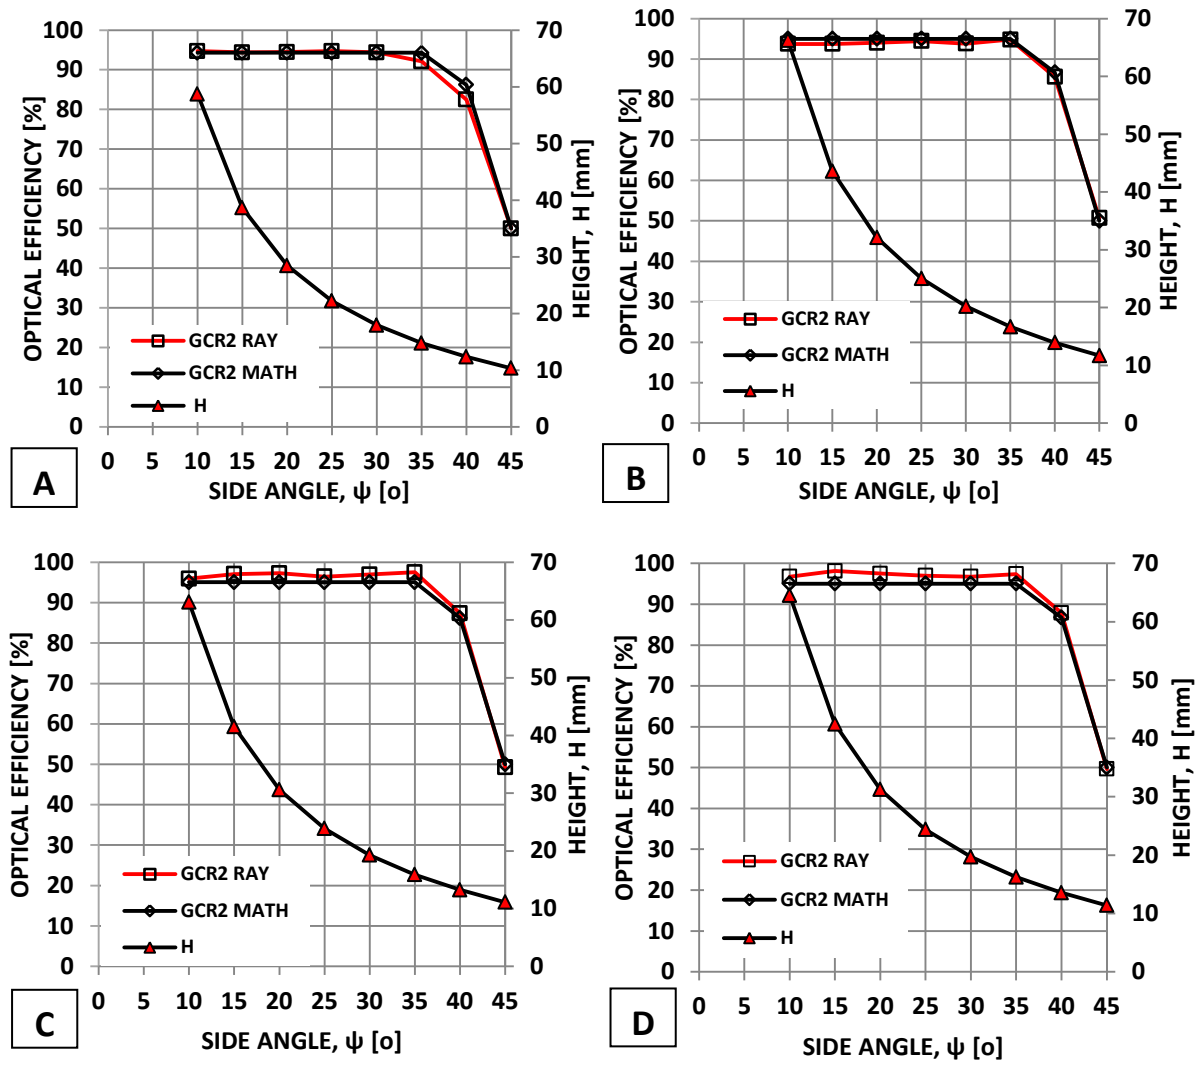 100
90
80
70
60
50
40
30
20
10
0
OPTICAL EFFICIENCY [%]
70
60
50
40
30
20
10
0
HEIGHT, H [mm]
GCR2 RAY
GCR2 MATH
H
0 5 10 15 20 25 30 35 40 45
SIDE ANGLE, ψ [o]
A
100
90
80
70
60
50
40
30
20
10
0
OPTICAL EFFICIENCY [%]
70
60
50
40
30
20
10
0
HEIGHT, H [mm]
GCR2 RAY
GCR2 MATH
H
0 5 10 15 20 25 30 35 40 45
SIDE ANGLE, ψ [o]
B
100
90
80
70
60
50
40
30
20
10
0
OPTICAL EFFICIENCY [%]
70
60
50
40
30
20
10
0
HEIGHT, H [mm]
GCR2 RAY
GCR2 MATH
H
0 5 10 15 20 25 30 35 40 45
SIDE ANGLE, ψ [o]
C
100
90
80
70
60
50
40
30
20
10
0
OPTICAL EFFICIENCY [%]
70
60
50
40
30
20
10
0
HEIGHT, H [mm]
GCR2 RAY
GCR2 MATH
H
0 5 10 15 20 25 30 35 40 45
SIDE ANGLE, ψ [o]
D